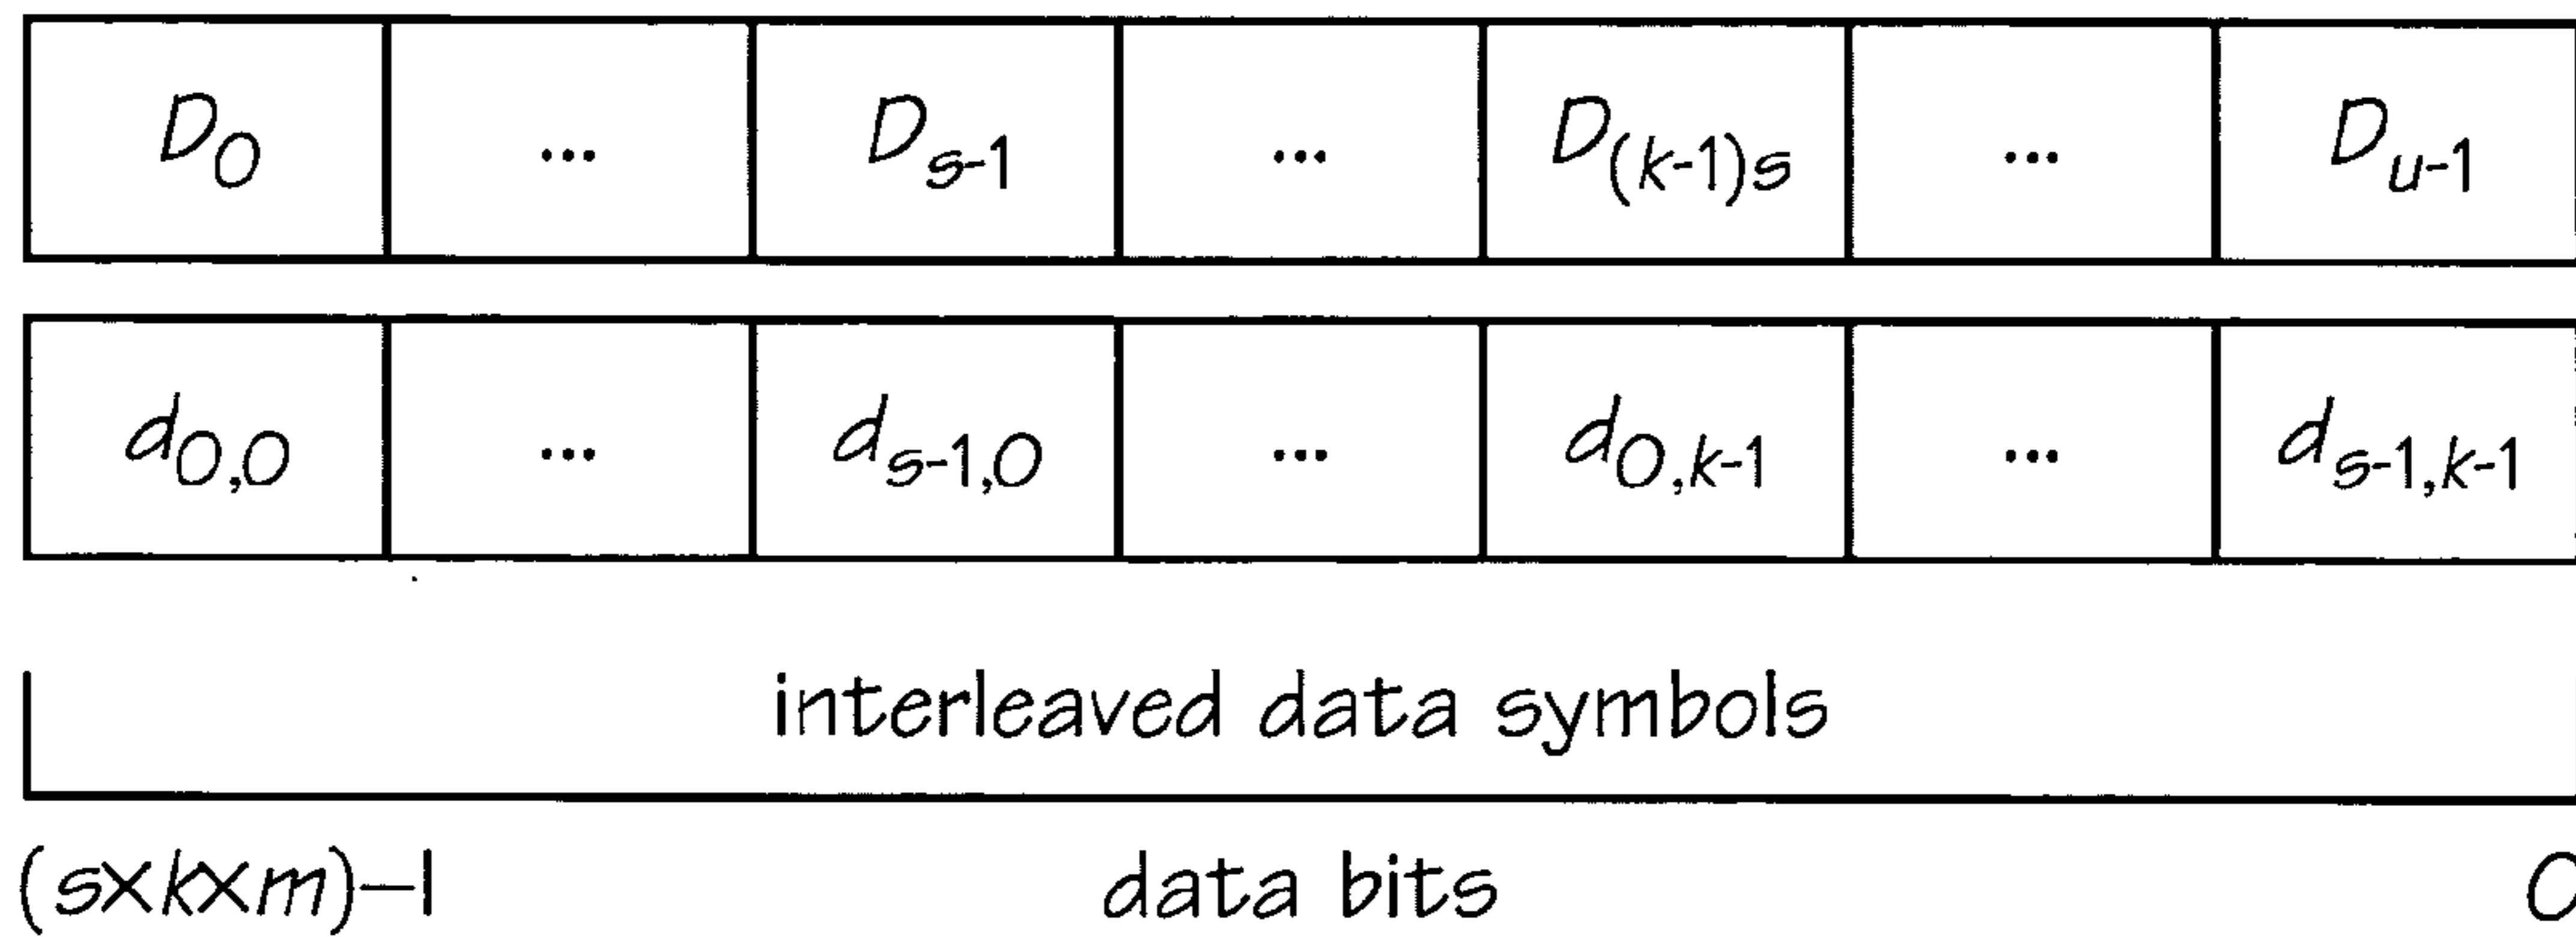 D₀ ... Dₛ₋₁ ... D₍ₖ₋₁₎ₛ ... Dᵤ₋₁
d₀,₀ ... dₛ₋₁,₀ ... d₀,ₖ₋₁ ... dₛ₋₁,ₖ₋₁
interleaved data symbols
(s×k×m)–1 data bits 0